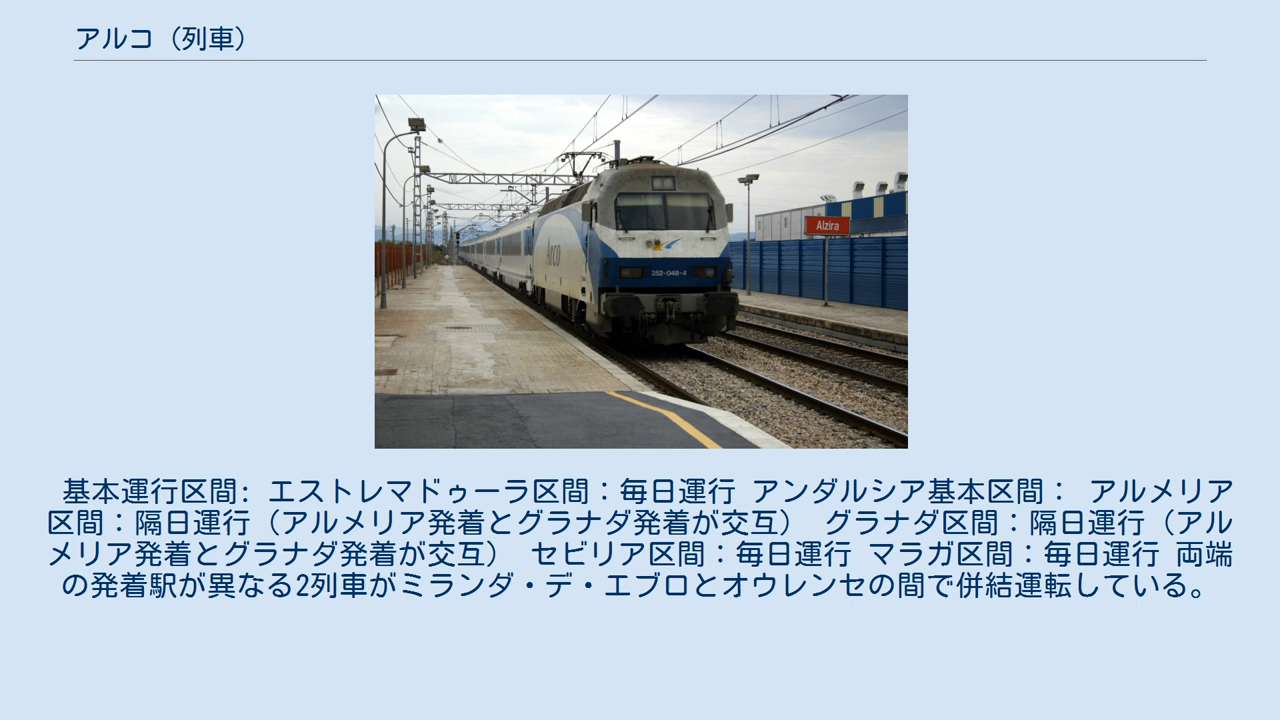 アルコ（列車）
Alzira
Arco
252-046-4
基本運行区間: エストレマドゥーラ区間：毎日運行 アンダルシア基本区間： アルメリア
区間：隔日運行（アルメリア発着とグラナダ発着が交互） グラナダ区間：隔日運行（アル
メリア発着とグラナダ発着が交互） セビリア区間：毎日運行 マラガ区間：毎日運行 両端
の発着駅が異なる2列車がミランダ・デ・エブロとオウレンセの間で併結運転している。